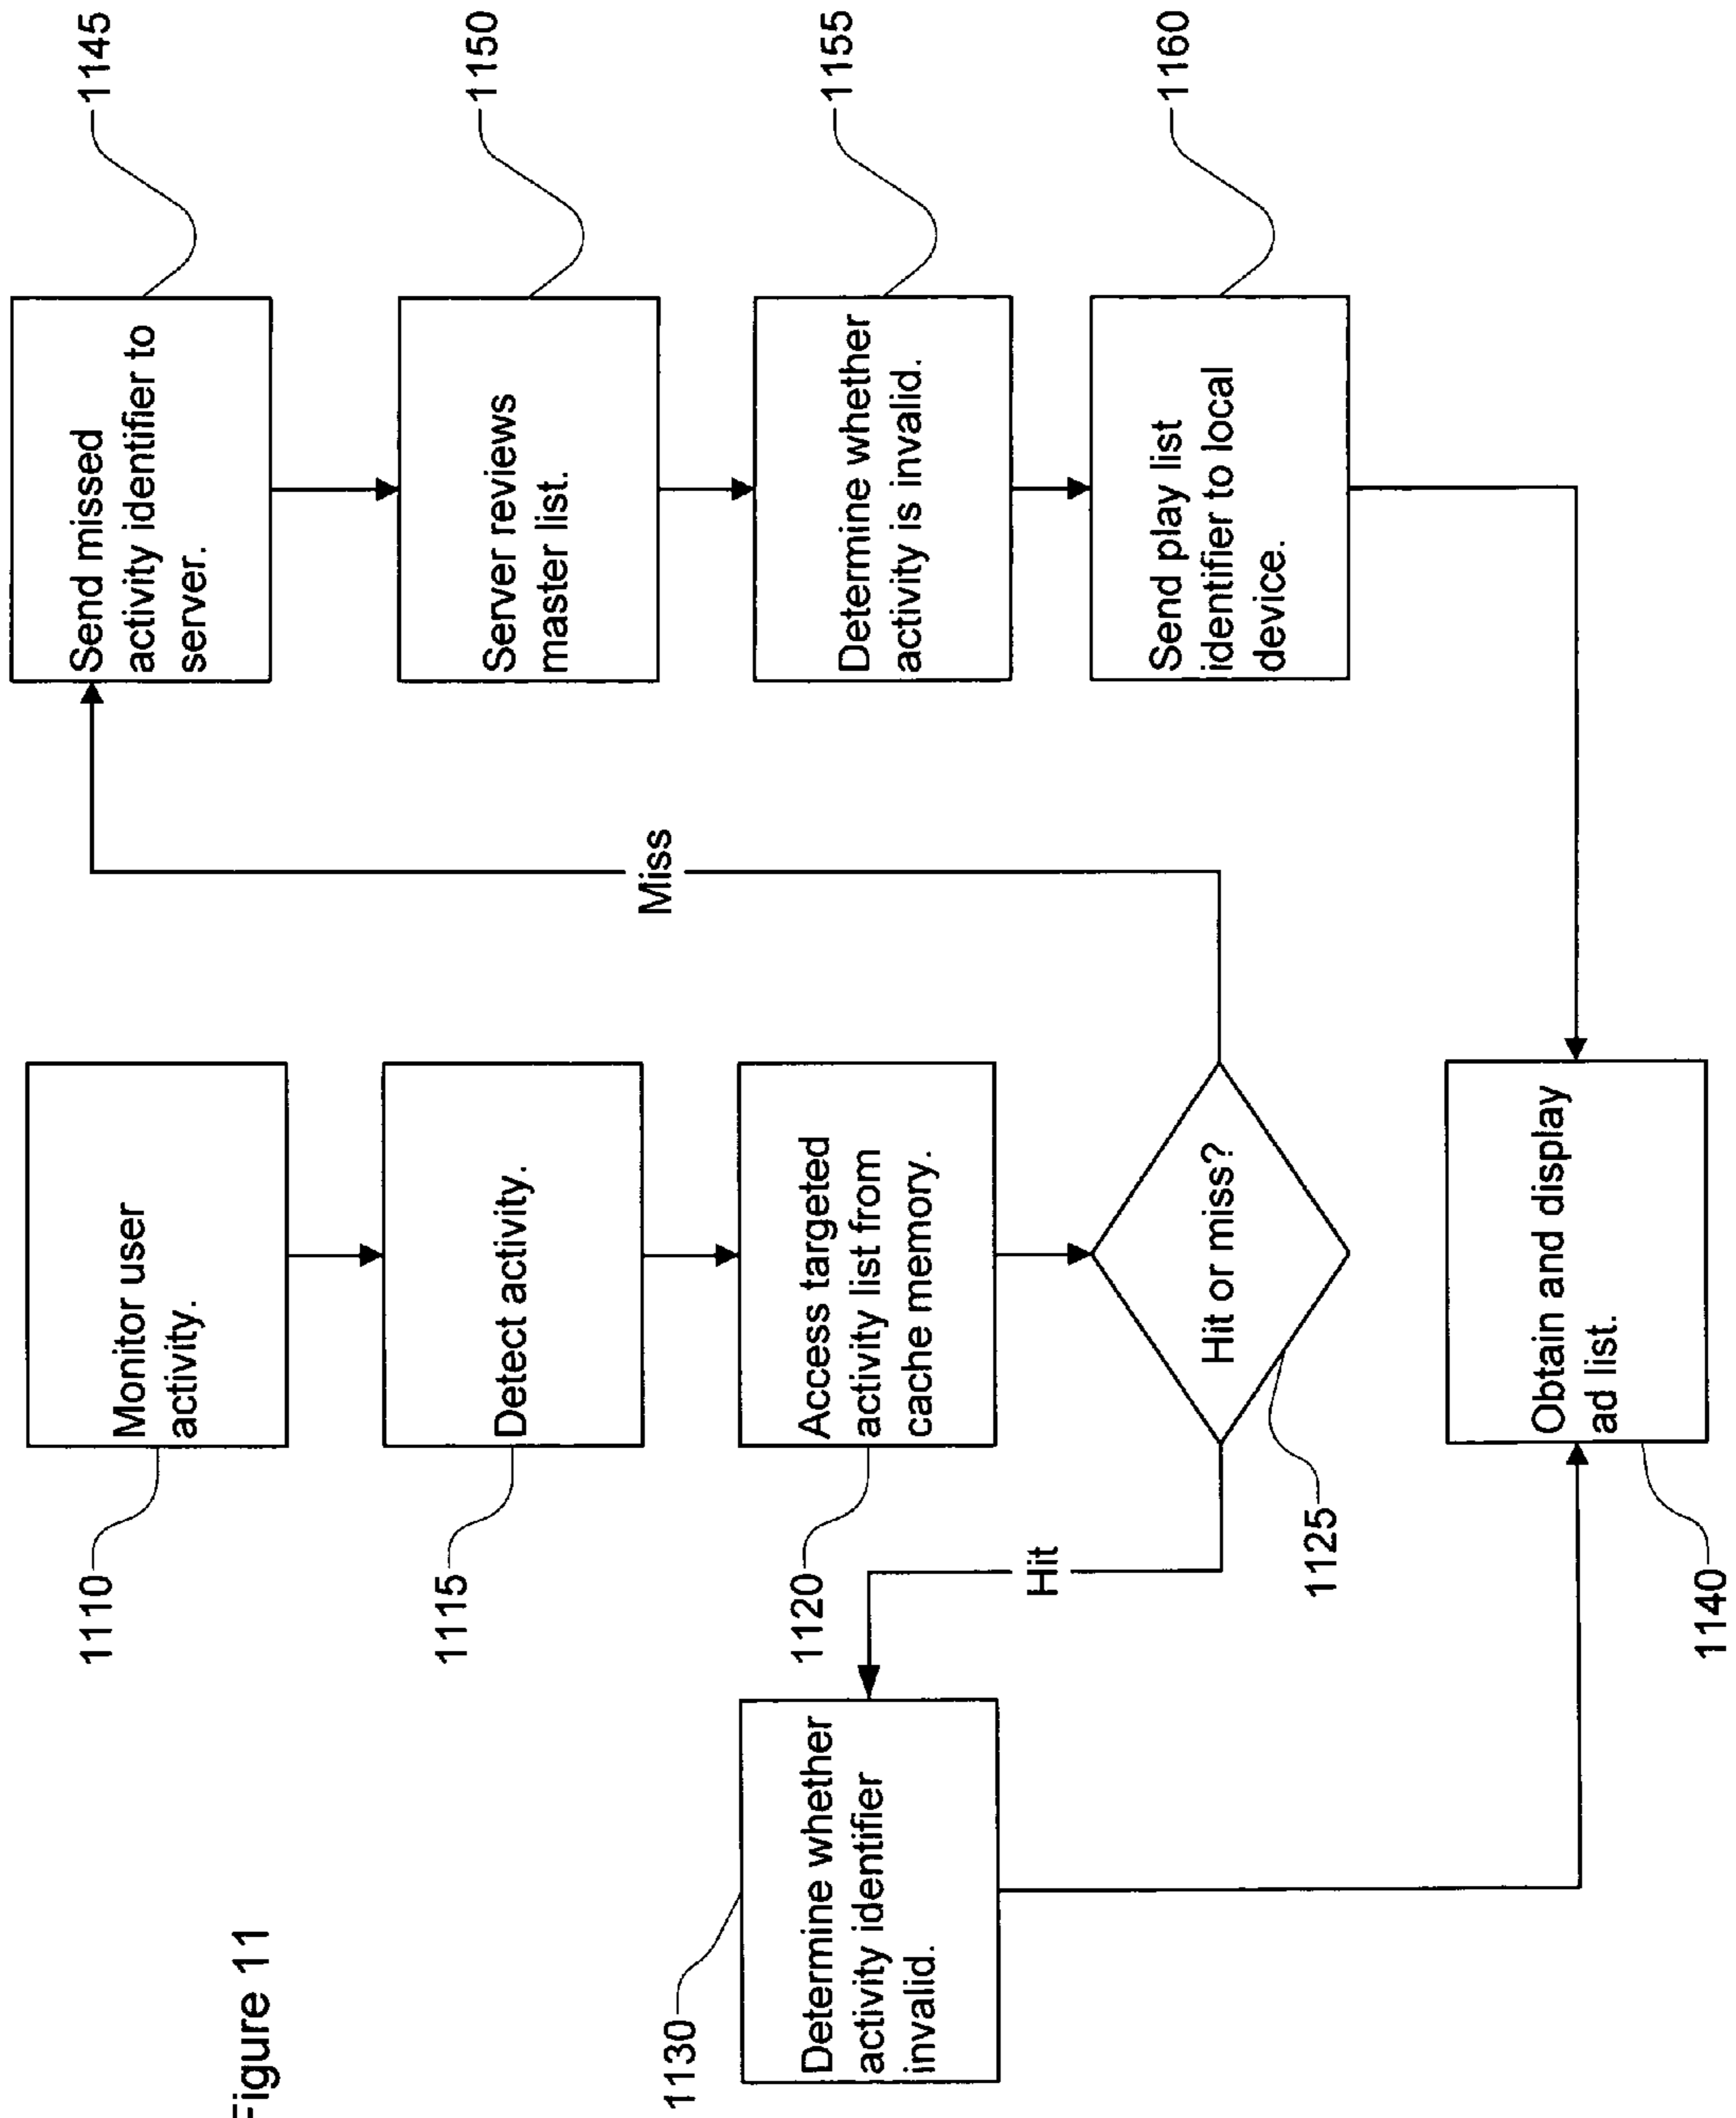 Figure 11
1110
Monitor user
activity.
1115
Detect activity.
1120
Access targeted
activity list from
cache memory.
Hit or miss?
1125
Hit
Miss
1130
Determine whether
activity identifier
invalid.
1145
Send missed
activity identifier to
server.
1150
Server reviews
master list.
1155
Determine whether
activity is invalid.
1160
Send play list
identifier to local
device.
1140
Obtain and display
ad list.